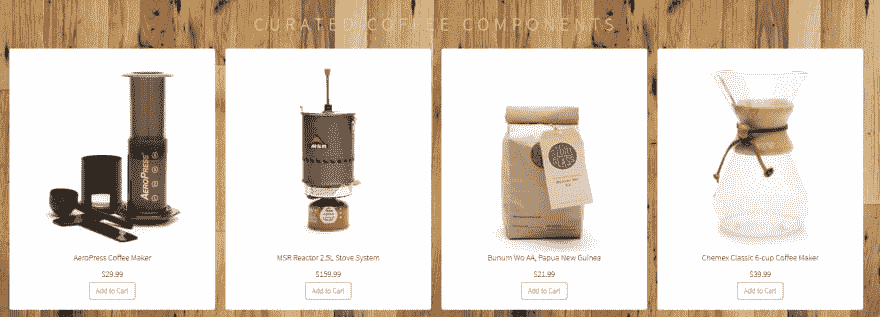 CURATED COFFEE COMPONENTS
AEROPRESS
MSR
AeroPress Coffee Maker
$29.99
Add to Cart
MSR Reactor 2.5L Stove System
$159.99
Add to Cart
Bunum Wo AA, Papua New Guinea
$21.99
Add to Cart
Chemex Classic 6-cup Coffee Maker
$39.99
Add to Cart